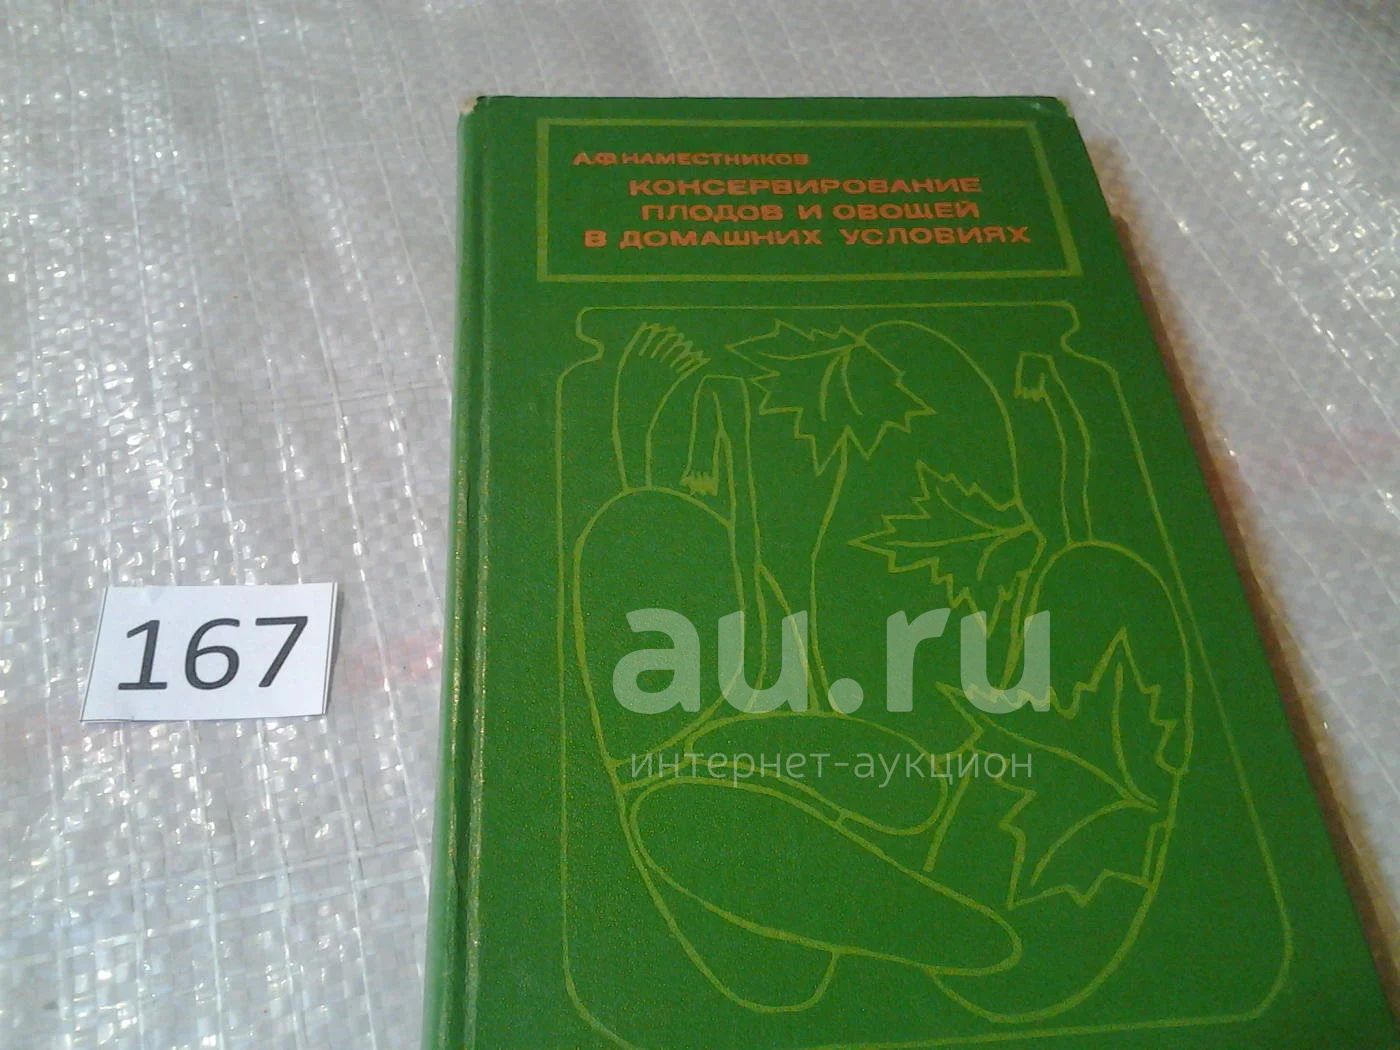 А.Ф.НАМЕСТНИКОВ
КОНСЕРВИРОВАНИЕ
ПЛОДОВ И ОВОЩЕЙ
В ДОМАШНИХ УСЛОВИЯХ
167
au.ru
интернет-аукцион